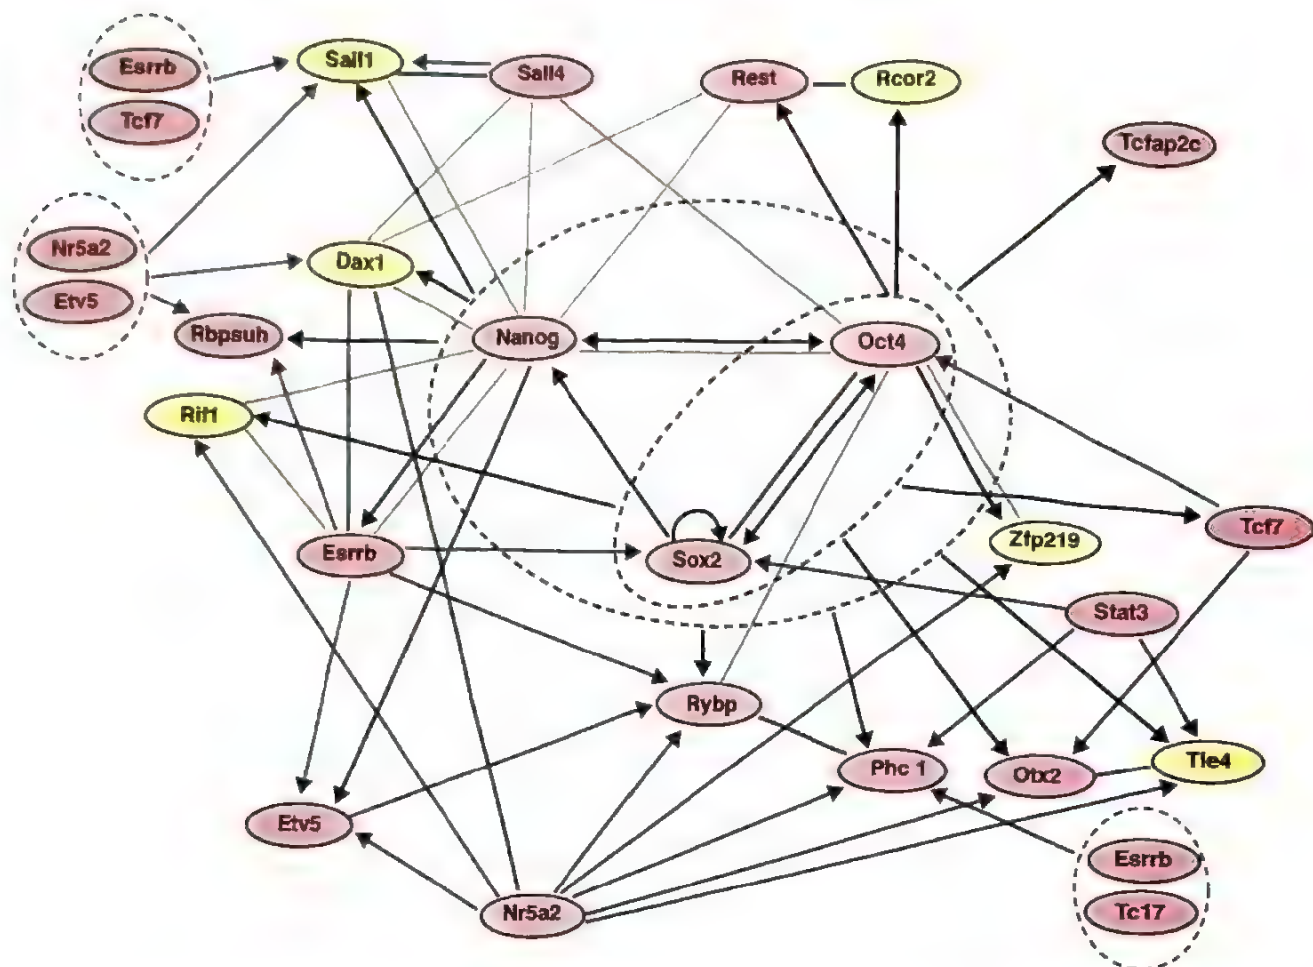 Esrrb
Tcf7
Sall1
Sall4
Rest
Rcor2
Tcfap2c
Nr5a2
Etv5
Dax1
Rbpsuh
Nanog
Oct4
Rif1
Esrrb
Sox2
Zfp219
Tcf7
Stat3
Rybp
Phc 1
Otx2
Tle4
Etv5
Nr5a2
Esrrb
Tc17